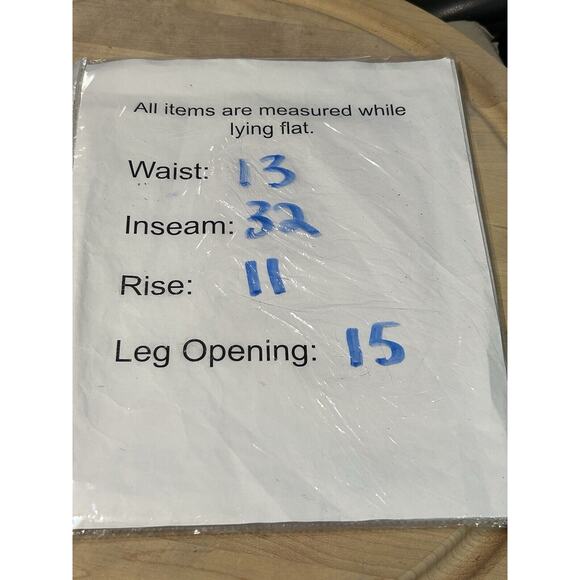 All items are measured while
lying flat.
Waist: 13
Inseam: 32
Rise: 11
Leg Opening: 15